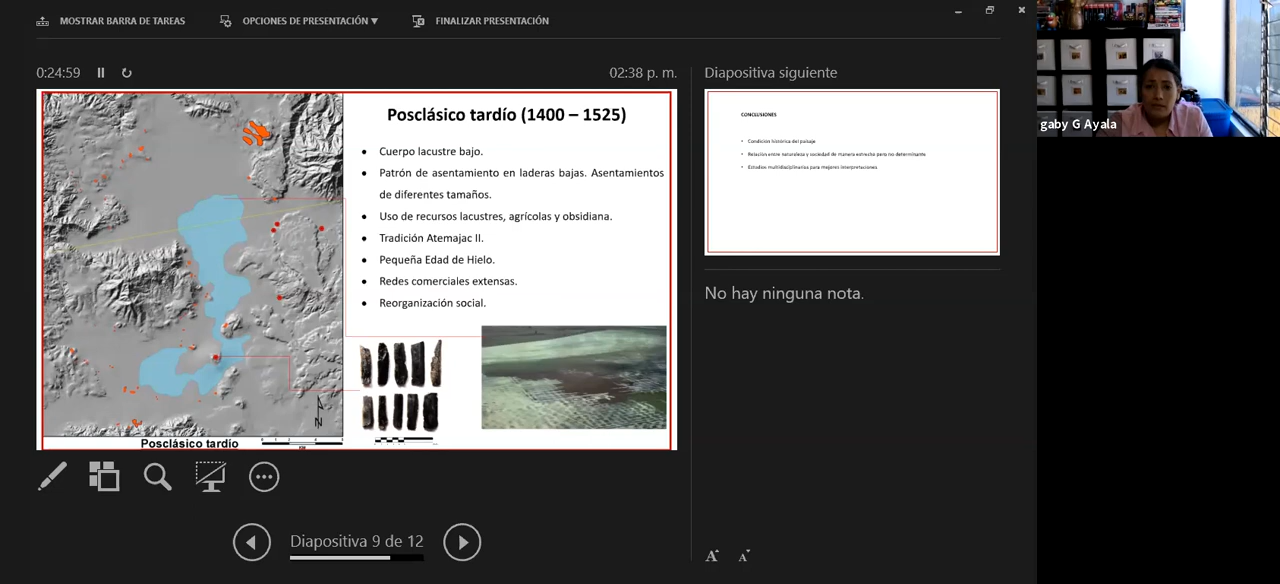 MOSTRAR BARRA DE TAREAS
OPCIONES DE PRESENTACIÓN ▼
FINALIZAR PRESENTACIÓN
0:24:59
02:38 p. m.
Posclásico tardío (1400 – 1525)
• Cuerpo lacustre bajo.
• Patrón de asentamiento en laderas bajas. Asentamientos
de diferentes tamaños.
• Uso de recursos lacustres, agrícolas y obsidiana.
• Tradición Atemajac II.
• Pequeña Edad de Hielo.
• Redes comerciales extensas.
• Reorganización social.
N
Posclásico tardío
Diapositiva 9 de 12
Diapositiva siguiente
CONCLUSIONES
• Condición histórica del paisaje
• Relación entre naturaleza y sociedad de manera estrecha pero no determinante.
• Estudios multidisciplinarios para mejores interpretaciones.
No hay ninguna nota.
A A
gaby G Ayala